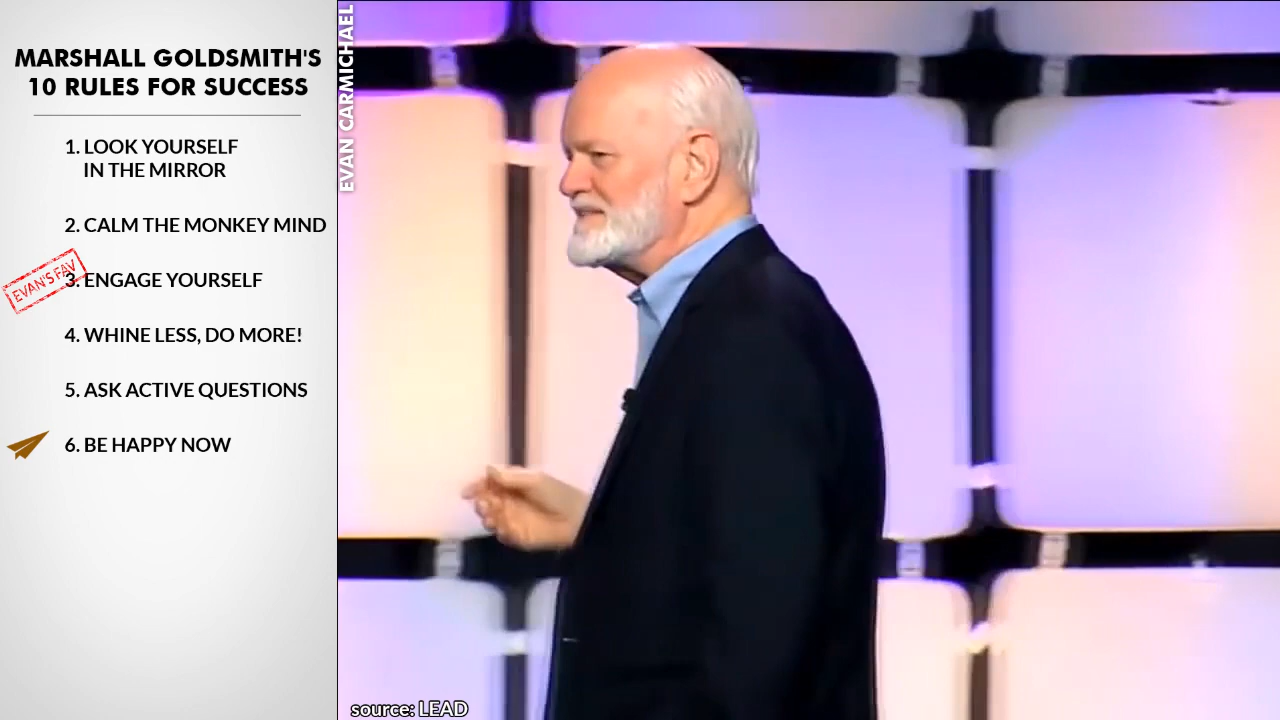 MARSHALL GOLDSMITH'S
10 RULES FOR SUCCESS
1. LOOK YOURSELF
IN THE MIRROR
2. CALM THE MONKEY MIND
EVAN'S FAV
3. ENGAGE YOURSELF
4. WHINE LESS, DO MORE!
5. ASK ACTIVE QUESTIONS
6. BE HAPPY NOW
EVAN CARMICHAEL
source: LEAD